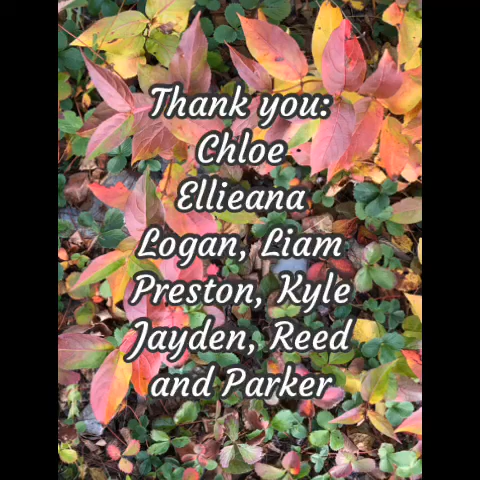 Thank you:
Chloe
Ellieana
Logan, Liam
Preston, Kyle
Jayden, Reed
and Parker